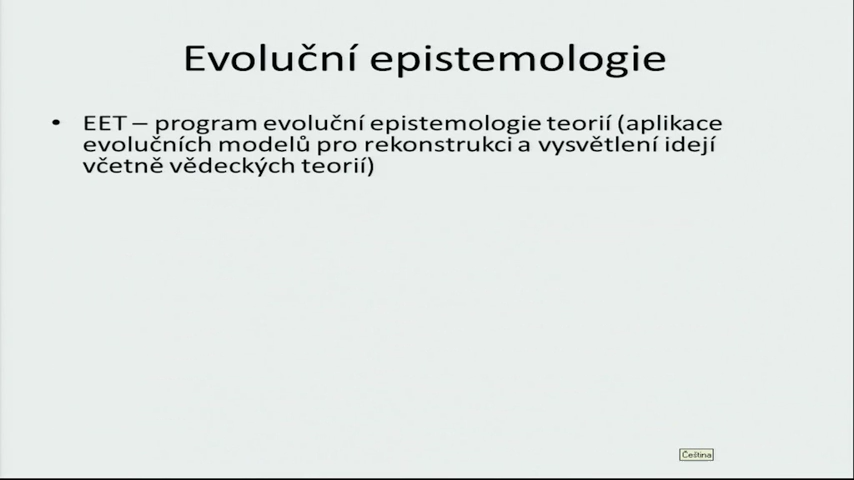 Evoluční epistemologie
• EET – program evoluční epistemologie teorií (aplikace
evolučních modelů pro rekonstrukci a vysvětlení idejí
včetně vědeckých teorií)
Čeština